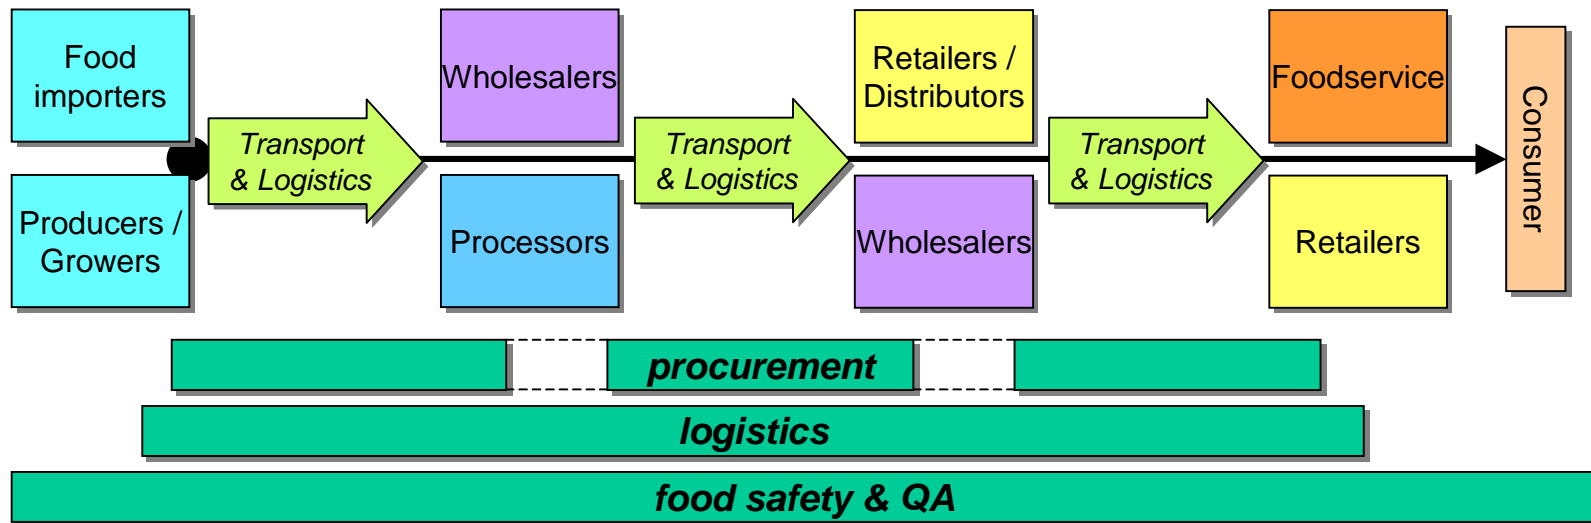 Food
importers
Producers /
Growers
Transport
& Logistics
Wholesalers
Processors
Transport
& Logistics
Retailers /
Distributors
Wholesalers
Transport
& Logistics
Foodservice
Retailers
Consumer
procurement
logistics
food safety & QA